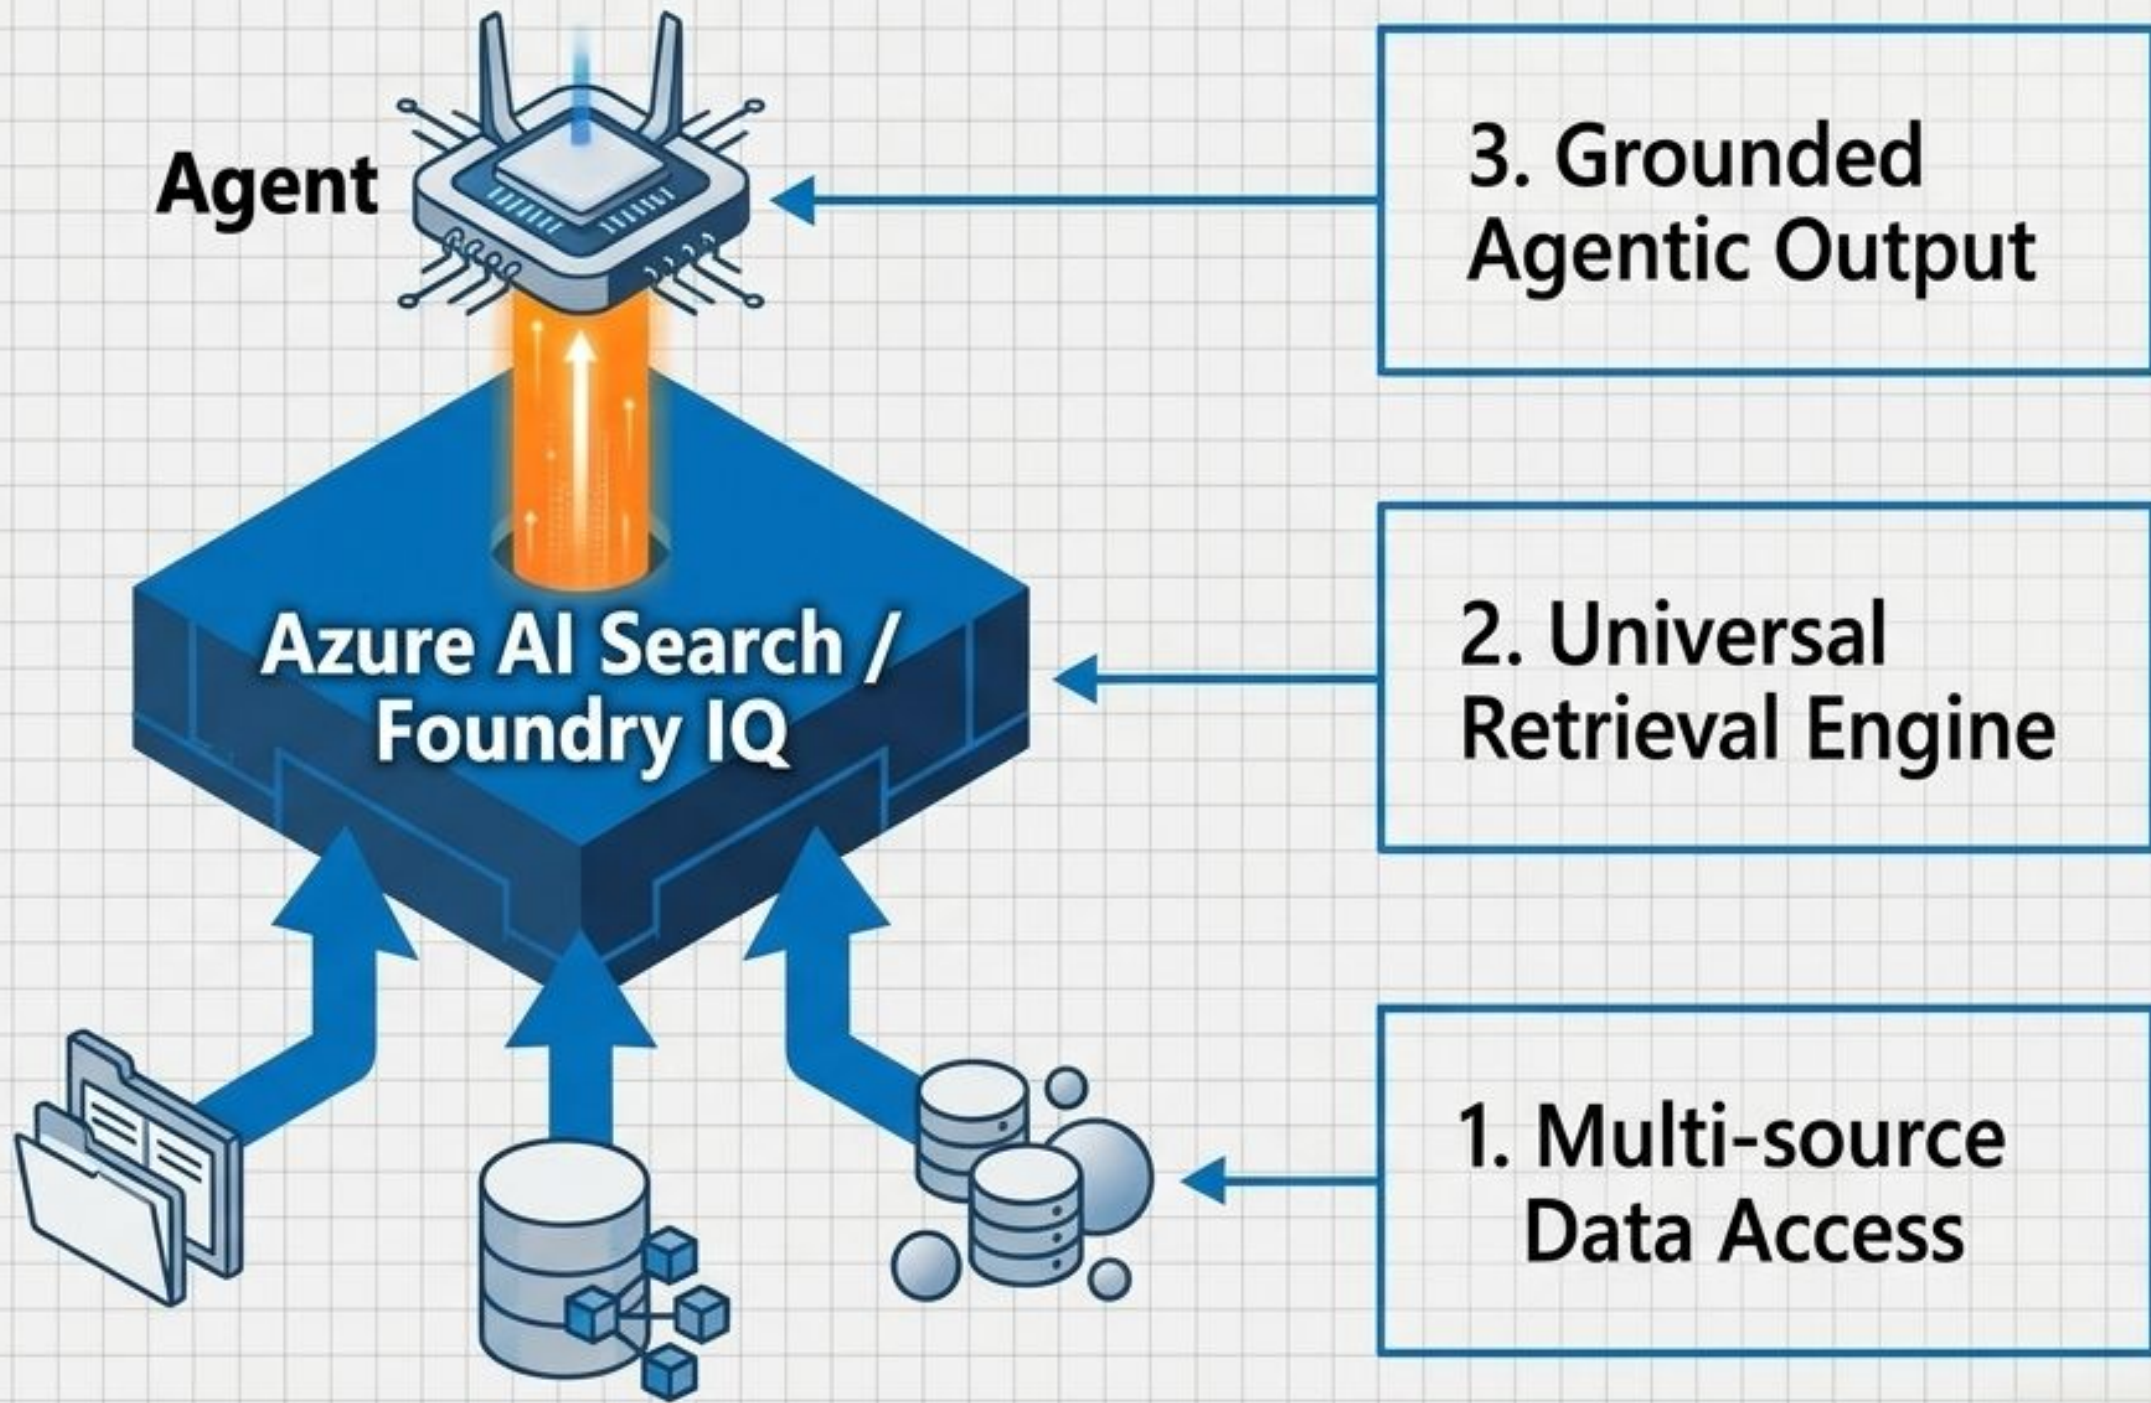 Agent
3. Grounded
Agentic Output
Azure AI Search /
Foundry IQ
2. Universal
Retrieval Engine
1. Multi-source
Data Access